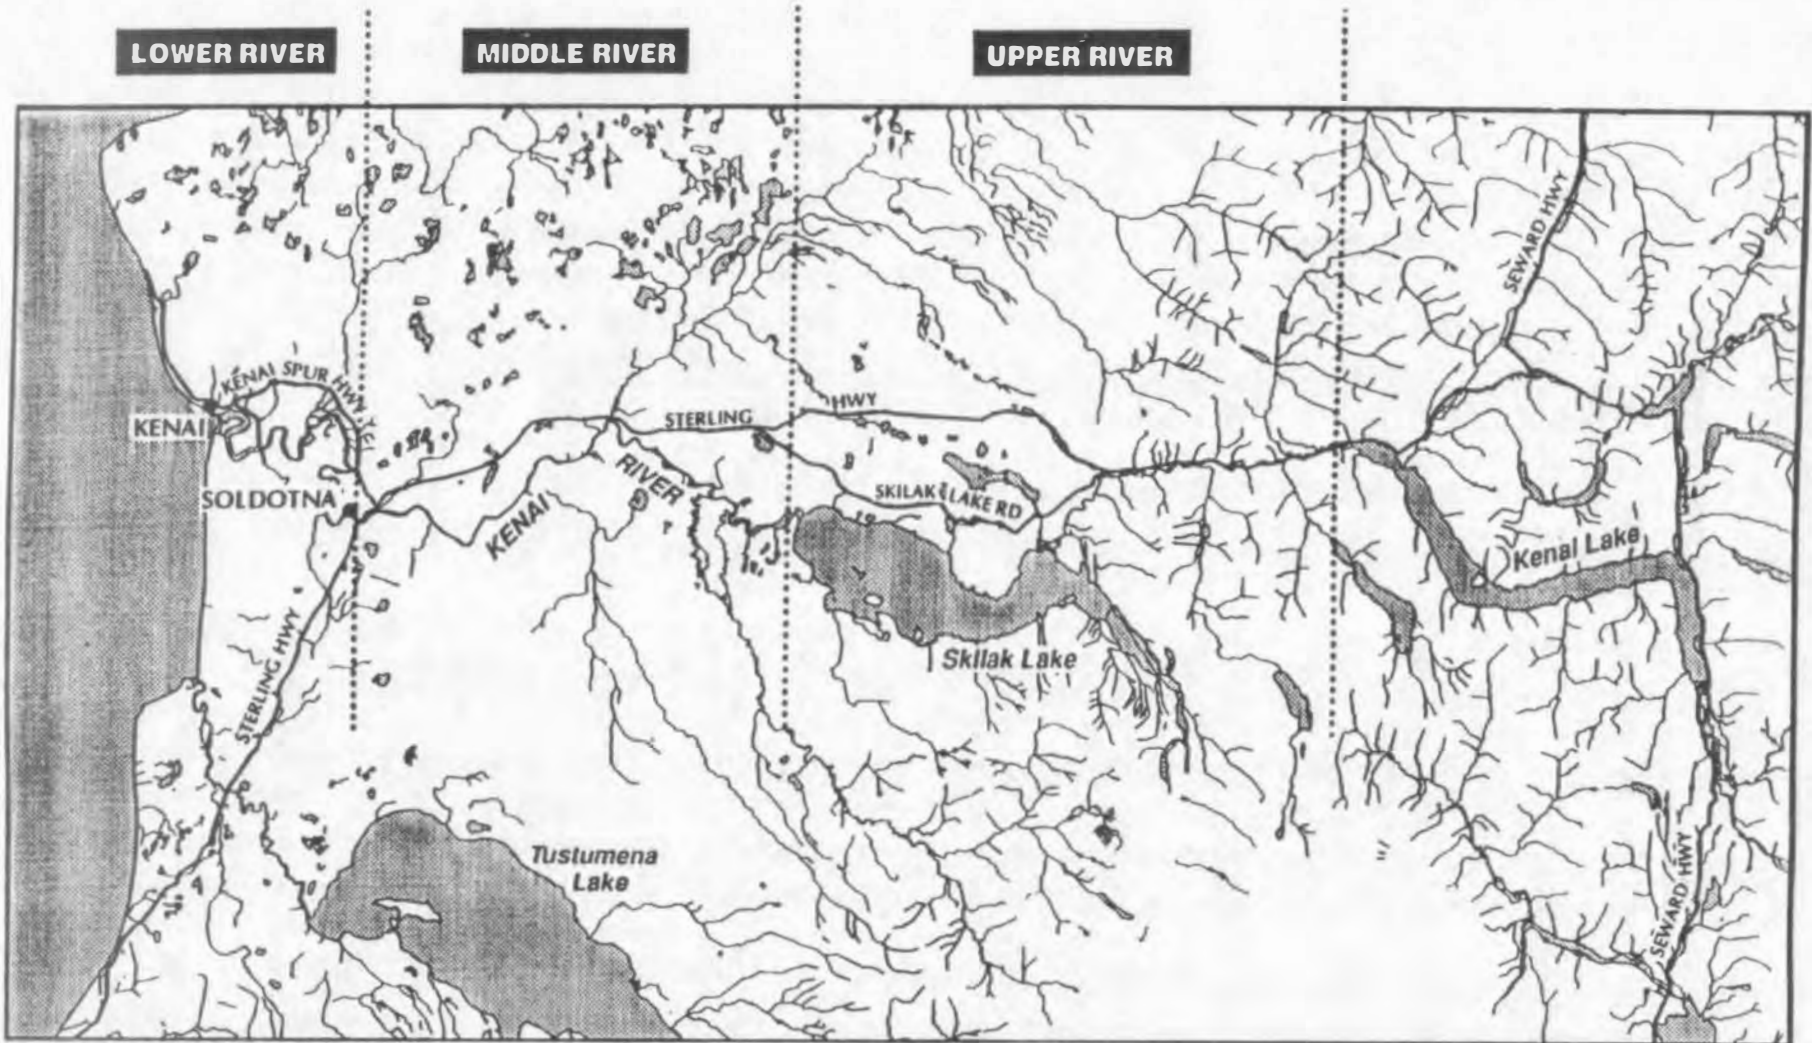 LOWER RIVER
MIDDLE RIVER
UPPER RIVER
SEWARD HWY
KENAI SPUR HWY
KENAI
STERLING
HWY
RIVER
SOLDOTNA
SKILAK LAKE RD
KENAI
Kenai Lake
STERLING HWY
Skilak Lake
Tustumena
Lake
SEWARD HWY